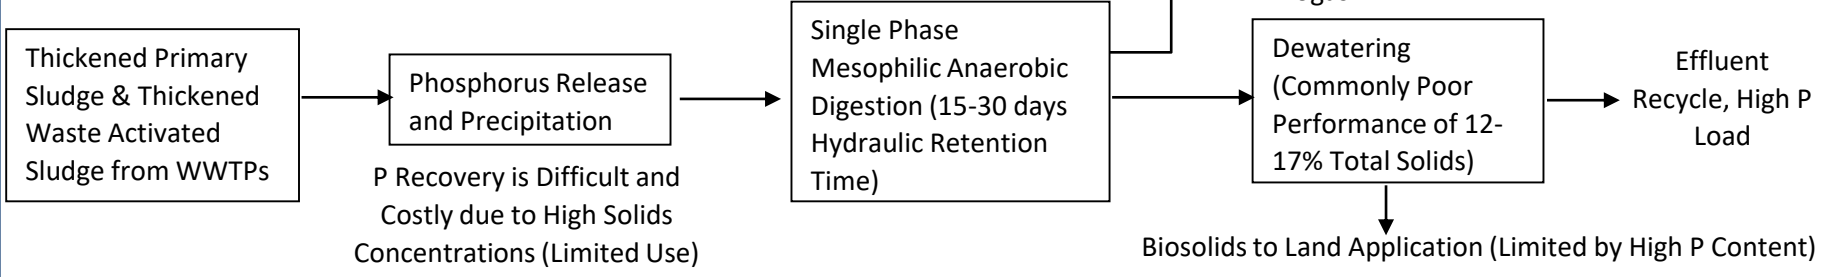 Thickened Primary
Sludge & Thickened
Waste Activated
Sludge from WWTPs
Phosphorus Release
and Precipitation
P Recovery is Difficult and
Costly due to High Solids
Concentrations (Limited Use)
Single Phase
Mesophilic Anaerobic
Digestion (15-30 days
Hydraulic Retention
Time)
Dewatering
(Commonly Poor
Performance of 12-
17% Total Solids)
Effluent
Recycle, High P
Load
Biosolids to Land Application (Limited by High P Content)